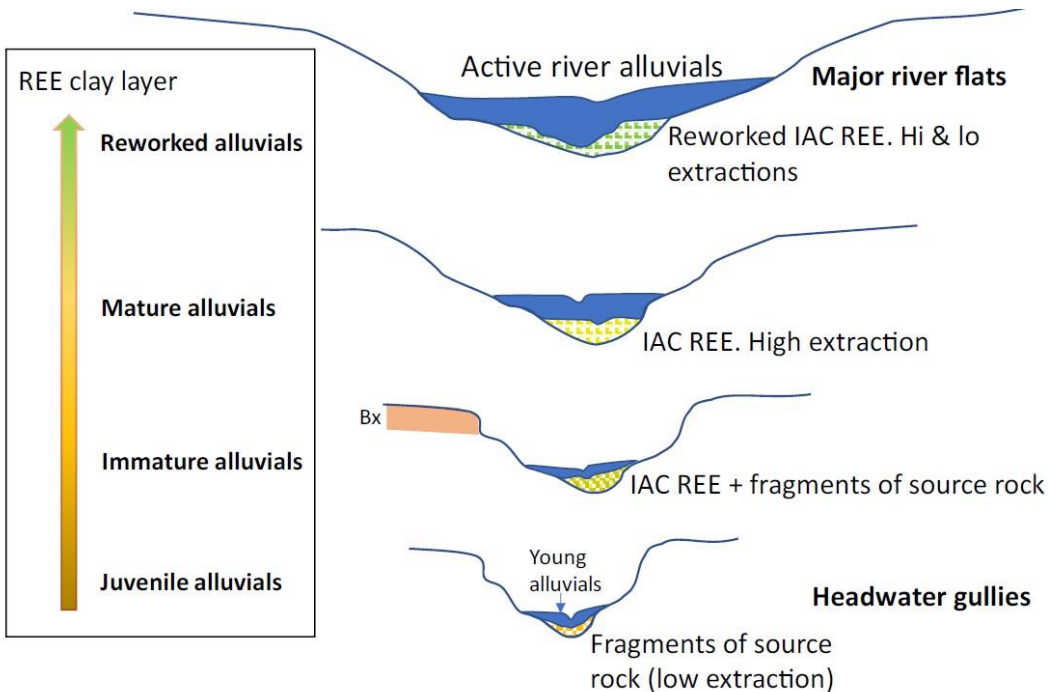 REE clay layer
Reworked alluvials
Mature alluvials
Immature alluvials
Juvenile alluvials
Active river alluvials
Major river flats
Reworked IAC REE. Hi & lo
extractions
IAC REE. High extraction
Bx
IAC REE + fragments of source rock
Young
alluvials
Headwater gullies
Fragments of source
rock (low extraction)